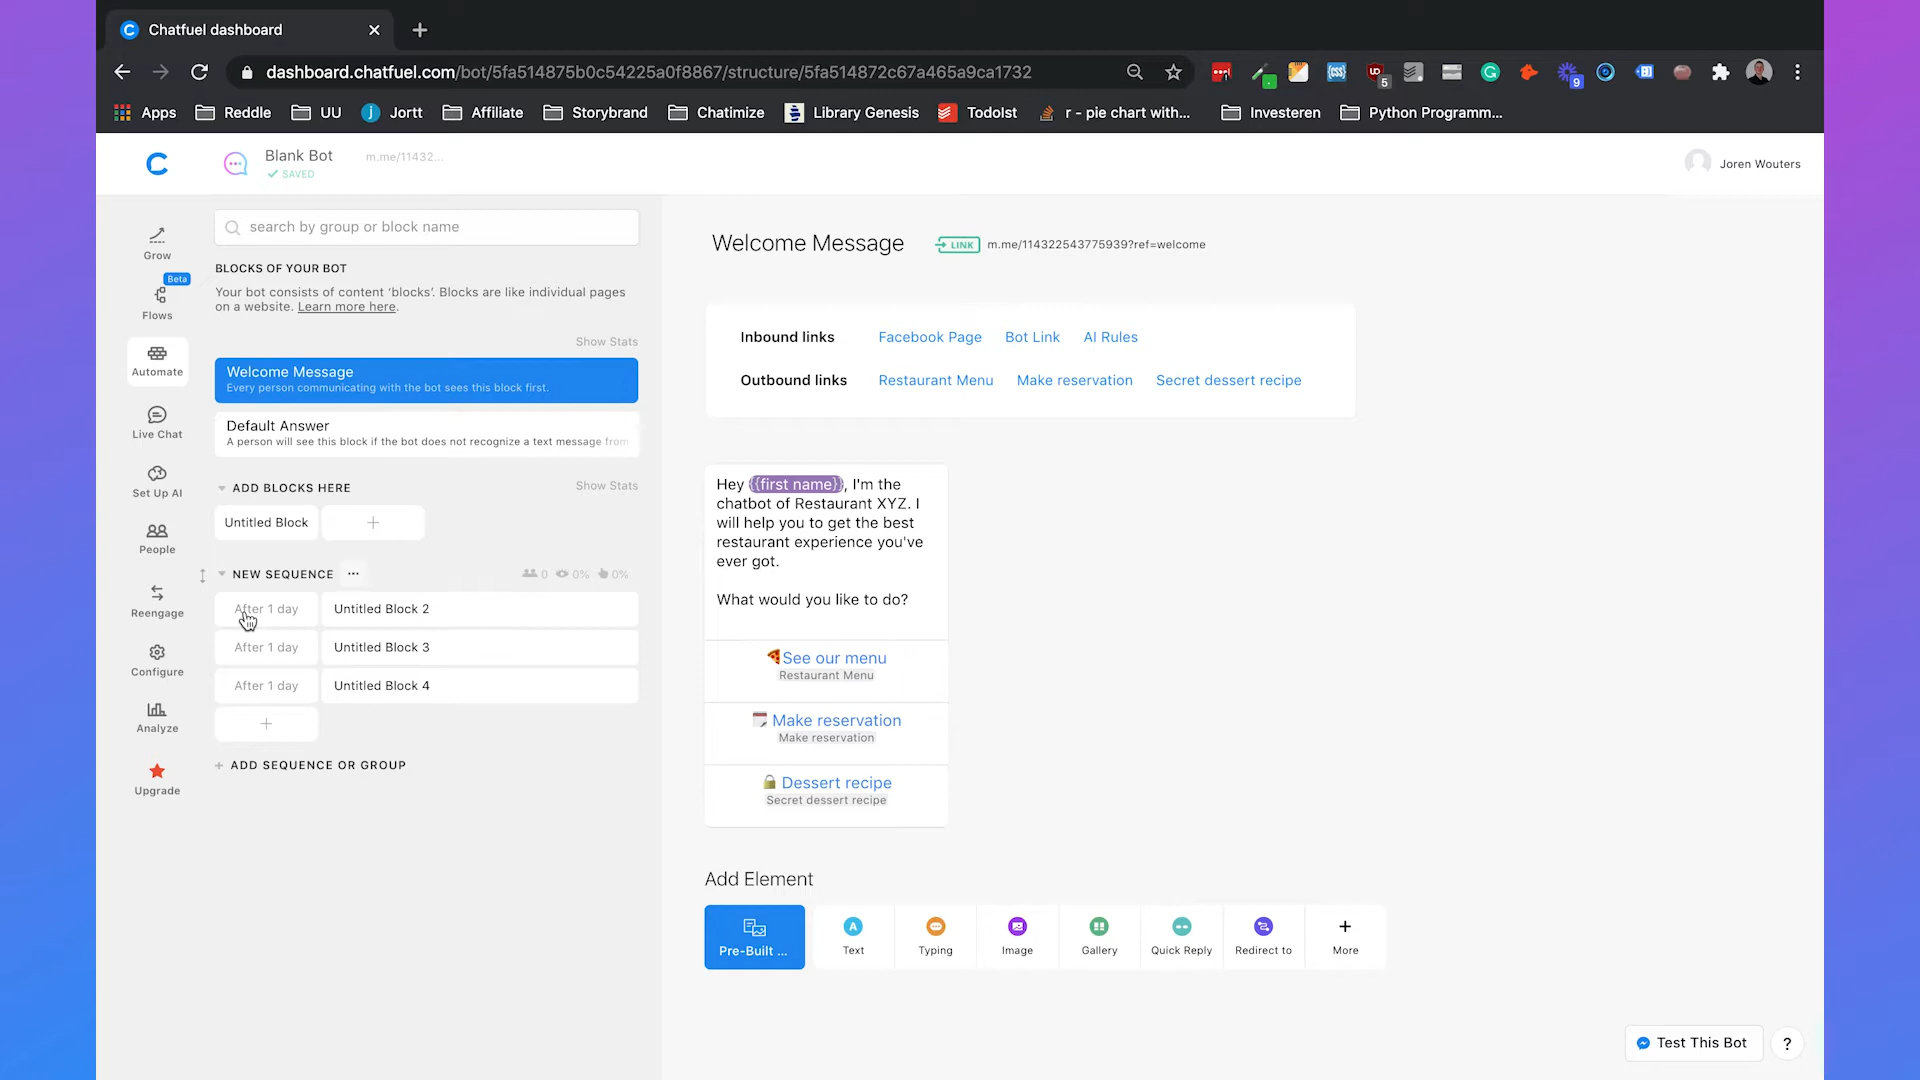 Chatfuel dashboard
dashboard.chatfuel.com/bot/5fa514875b0c54225a0f8867/structure/5fa514872c67a465a9ca1732
5
9
Apps
Reddle
UU
Jortt
Affiliate
Storybrand
Chatimize
Library Genesis
TodoIst
r - pie chart with...
Investeren
Python Programm...
Blank Bot
m.me/11432...
SAVED
Joren Wouters
Grow
Beta
Flows
Automate
Live Chat
Set Up AI
People
Reengage
Configure
Analyze
Upgrade
search by group or block name
BLOCKS OF YOUR BOT
Your bot consists of content 'blocks'. Blocks are like individual pages
on a website. Learn more here.
Show Stats
Welcome Message
Every person communicating with the bot sees this block first.
Default Answer
A person will see this block if the bot does not recognize a text message from
ADD BLOCKS HERE
Show Stats
Untitled Block
+
NEW SEQUENCE ...
0 0% 0%
After 1 day Untitled Block 2
After 1 day Untitled Block 3
After 1 day Untitled Block 4
+
+ ADD SEQUENCE OR GROUP
Welcome Message
LINK
m.me/114322543775939?ref=welcome
Inbound links Facebook Page Bot Link AI Rules
Outbound links Restaurant Menu Make reservation Secret dessert recipe
Hey {{first name}}, I'm the
chatbot of Restaurant XYZ. I
will help you to get the best
restaurant experience you've
ever got.
What would you like to do?
🍕See our menu
Restaurant Menu
Make reservation
Make reservation
🔒 Dessert recipe
Secret dessert recipe
Add Element
Pre-Built ...
Text
Typing
Image
Gallery
Quick Reply
Redirect to
More
Test This Bot
?